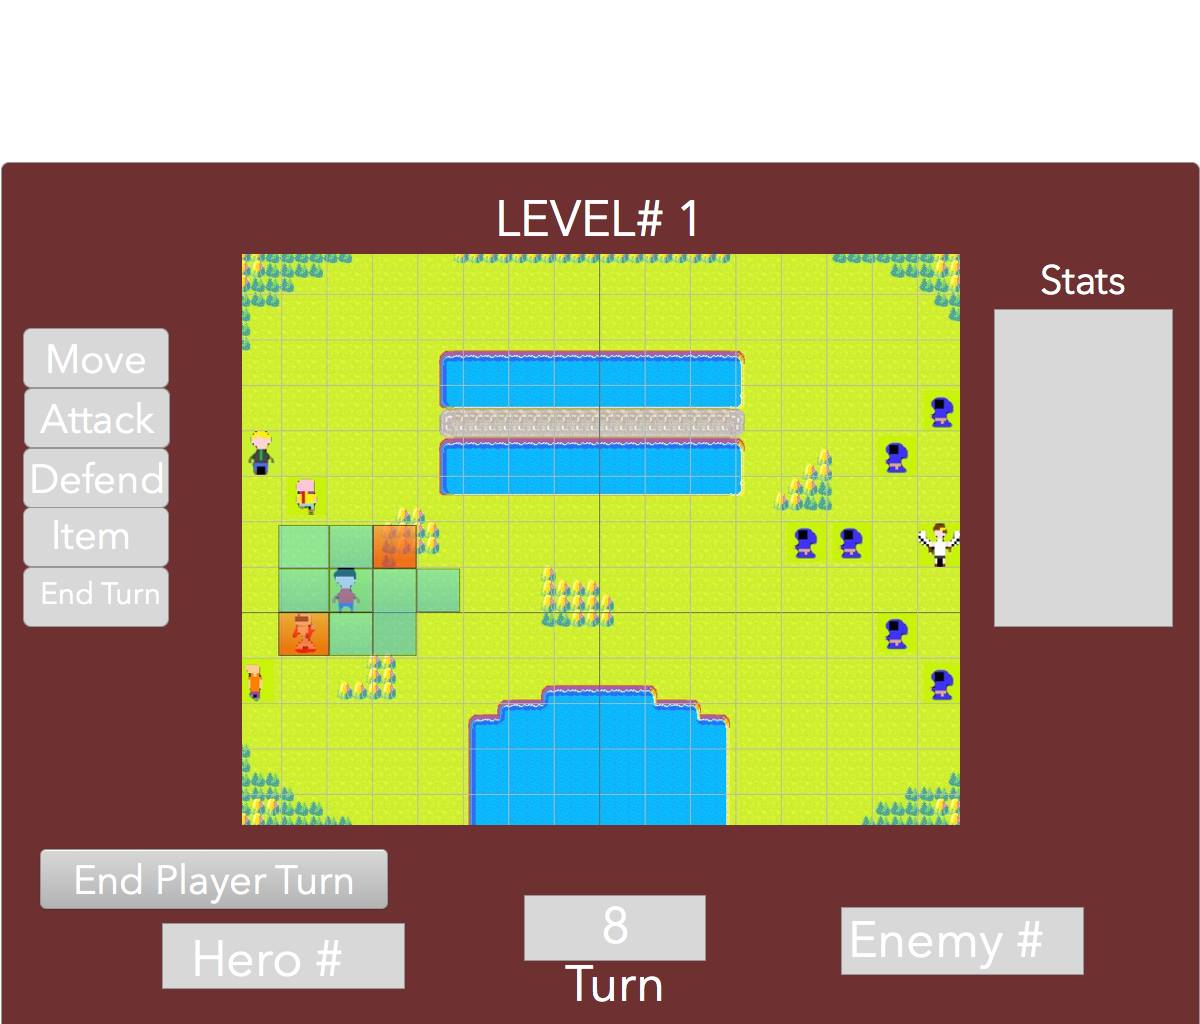 LEVEL# 1
Stats
Move
Attack
Defend
Item
End Turn
End Player Turn
Hero #
8
Turn
Enemy #